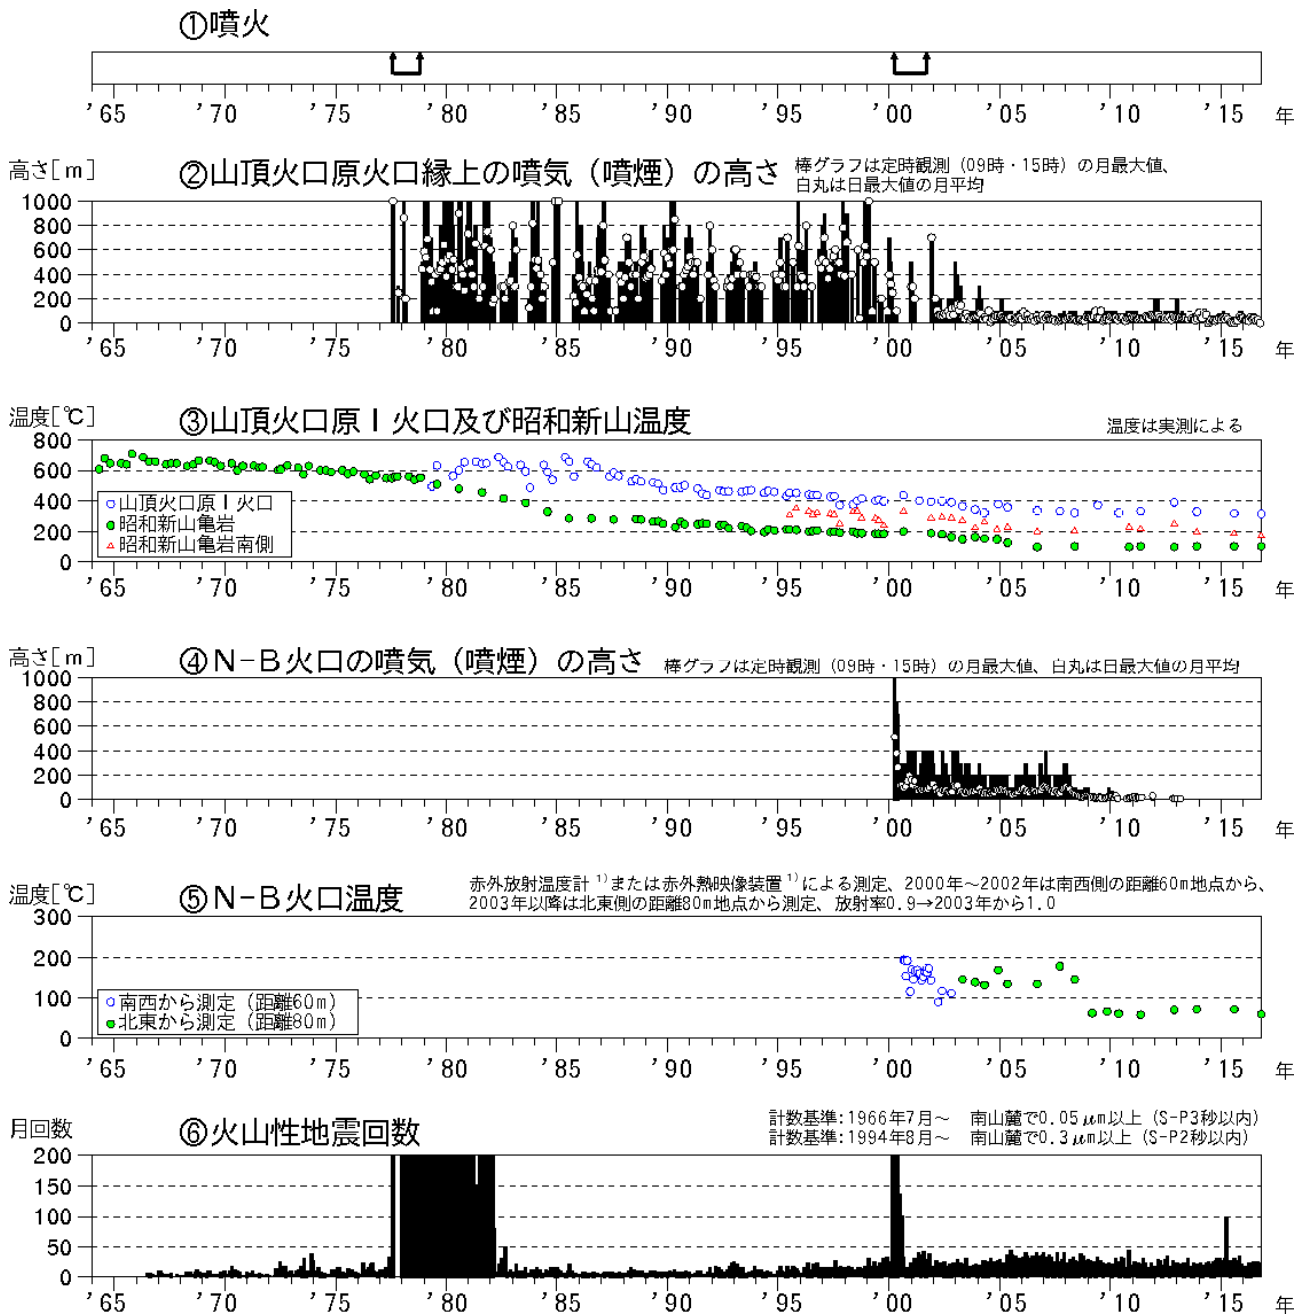 ①噴火
'65 '70 '75 '80 '85 '90 '95 '00 '05 '10 '15 年
高さ[m] ②山頂火口原火口縁上の噴気（噴煙）の高さ 棒グラフは定時観測（09時・15時）の月最大値、
白丸は日最大値の月平均
1000
800
600
400
200
0
'65 '70 '75 '80 '85 '90 '95 '00 '05 '10 '15 年
温度[℃] ③山頂火口原Ｉ火口及び昭和新山温度 温度は実測による
800
600
400
200
0
山頂火口原Ｉ火口
昭和新山亀岩
昭和新山亀岩南側
'65 '70 '75 '80 '85 '90 '95 '00 '05 '10 '15 年
高さ[m] ④Ｎ−Ｂ火口の噴気（噴煙）の高さ 棒グラフは定時観測（09時・15時）の月最大値、白丸は日最大値の月平均
1000
800
600
400
200
0
'65 '70 '75 '80 '85 '90 '95 '00 '05 '10 '15 年
温度[℃] ⑤Ｎ−Ｂ火口温度 赤外放射温度計1)または赤外熱映像装置1)による測定、2000年～2002年は南西側の距離60m地点から、
2003年以降は北東側の距離80m地点から測定、放射率0.9→2003年から1.0
300
200
100
0
南西から測定（距離60m）
北東から測定（距離80m）
'65 '70 '75 '80 '85 '90 '95 '00 '05 '10 '15 年
月回数 ⑥火山性地震回数 計数基準:1966年7月～ 南山麓で0.05μm以上（S-P3秒以内）
計数基準:1994年8月～ 南山麓で0.3μm以上（S-P2秒以内）
200
150
100
50
0
'65 '70 '75 '80 '85 '90 '95 '00 '05 '10 '15 年